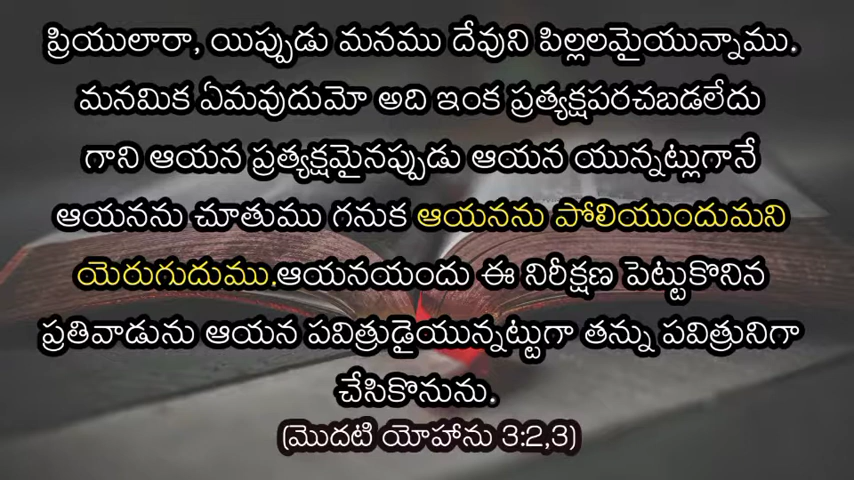 ప్రియులారా, యిప్పుడు మనము దేవుని పిల్లలమైయున్నాము.
మనమిక ఏమవుదుమో అది ఇంక ప్రత్యక్షపరచబడలేదు
గాని ఆయన ప్రత్యక్షమైనప్పుడు ఆయన యున్నట్లుగానే
ఆయనను చూతుము గనుక ఆయనను పోలియుందుమని
యెరుగుదుము.ఆయనయందు ఈ నిరీక్షణ పెట్టుకొనిన
ప్రతివాడును ఆయన పవిత్రుడైయున్నట్టుగా తన్ను పవిత్రునిగా
చేసికొనును.
(మొదటి యోహాను 3:2,3)